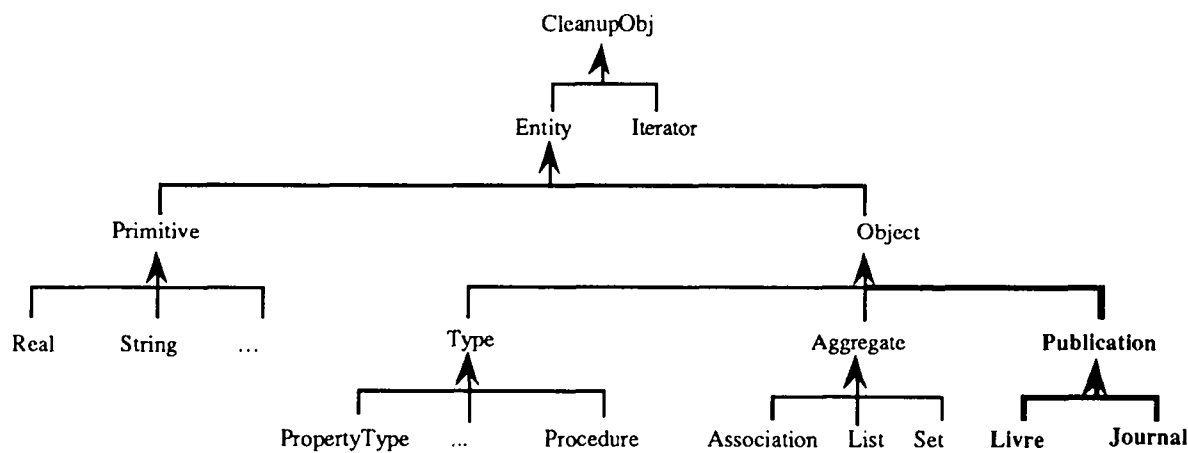 CleanupObj
Entity Iterator
Primitive Object
Real String ... Type Aggregate Publication
PropertyType ... Procedure Association List Set Livre Journal